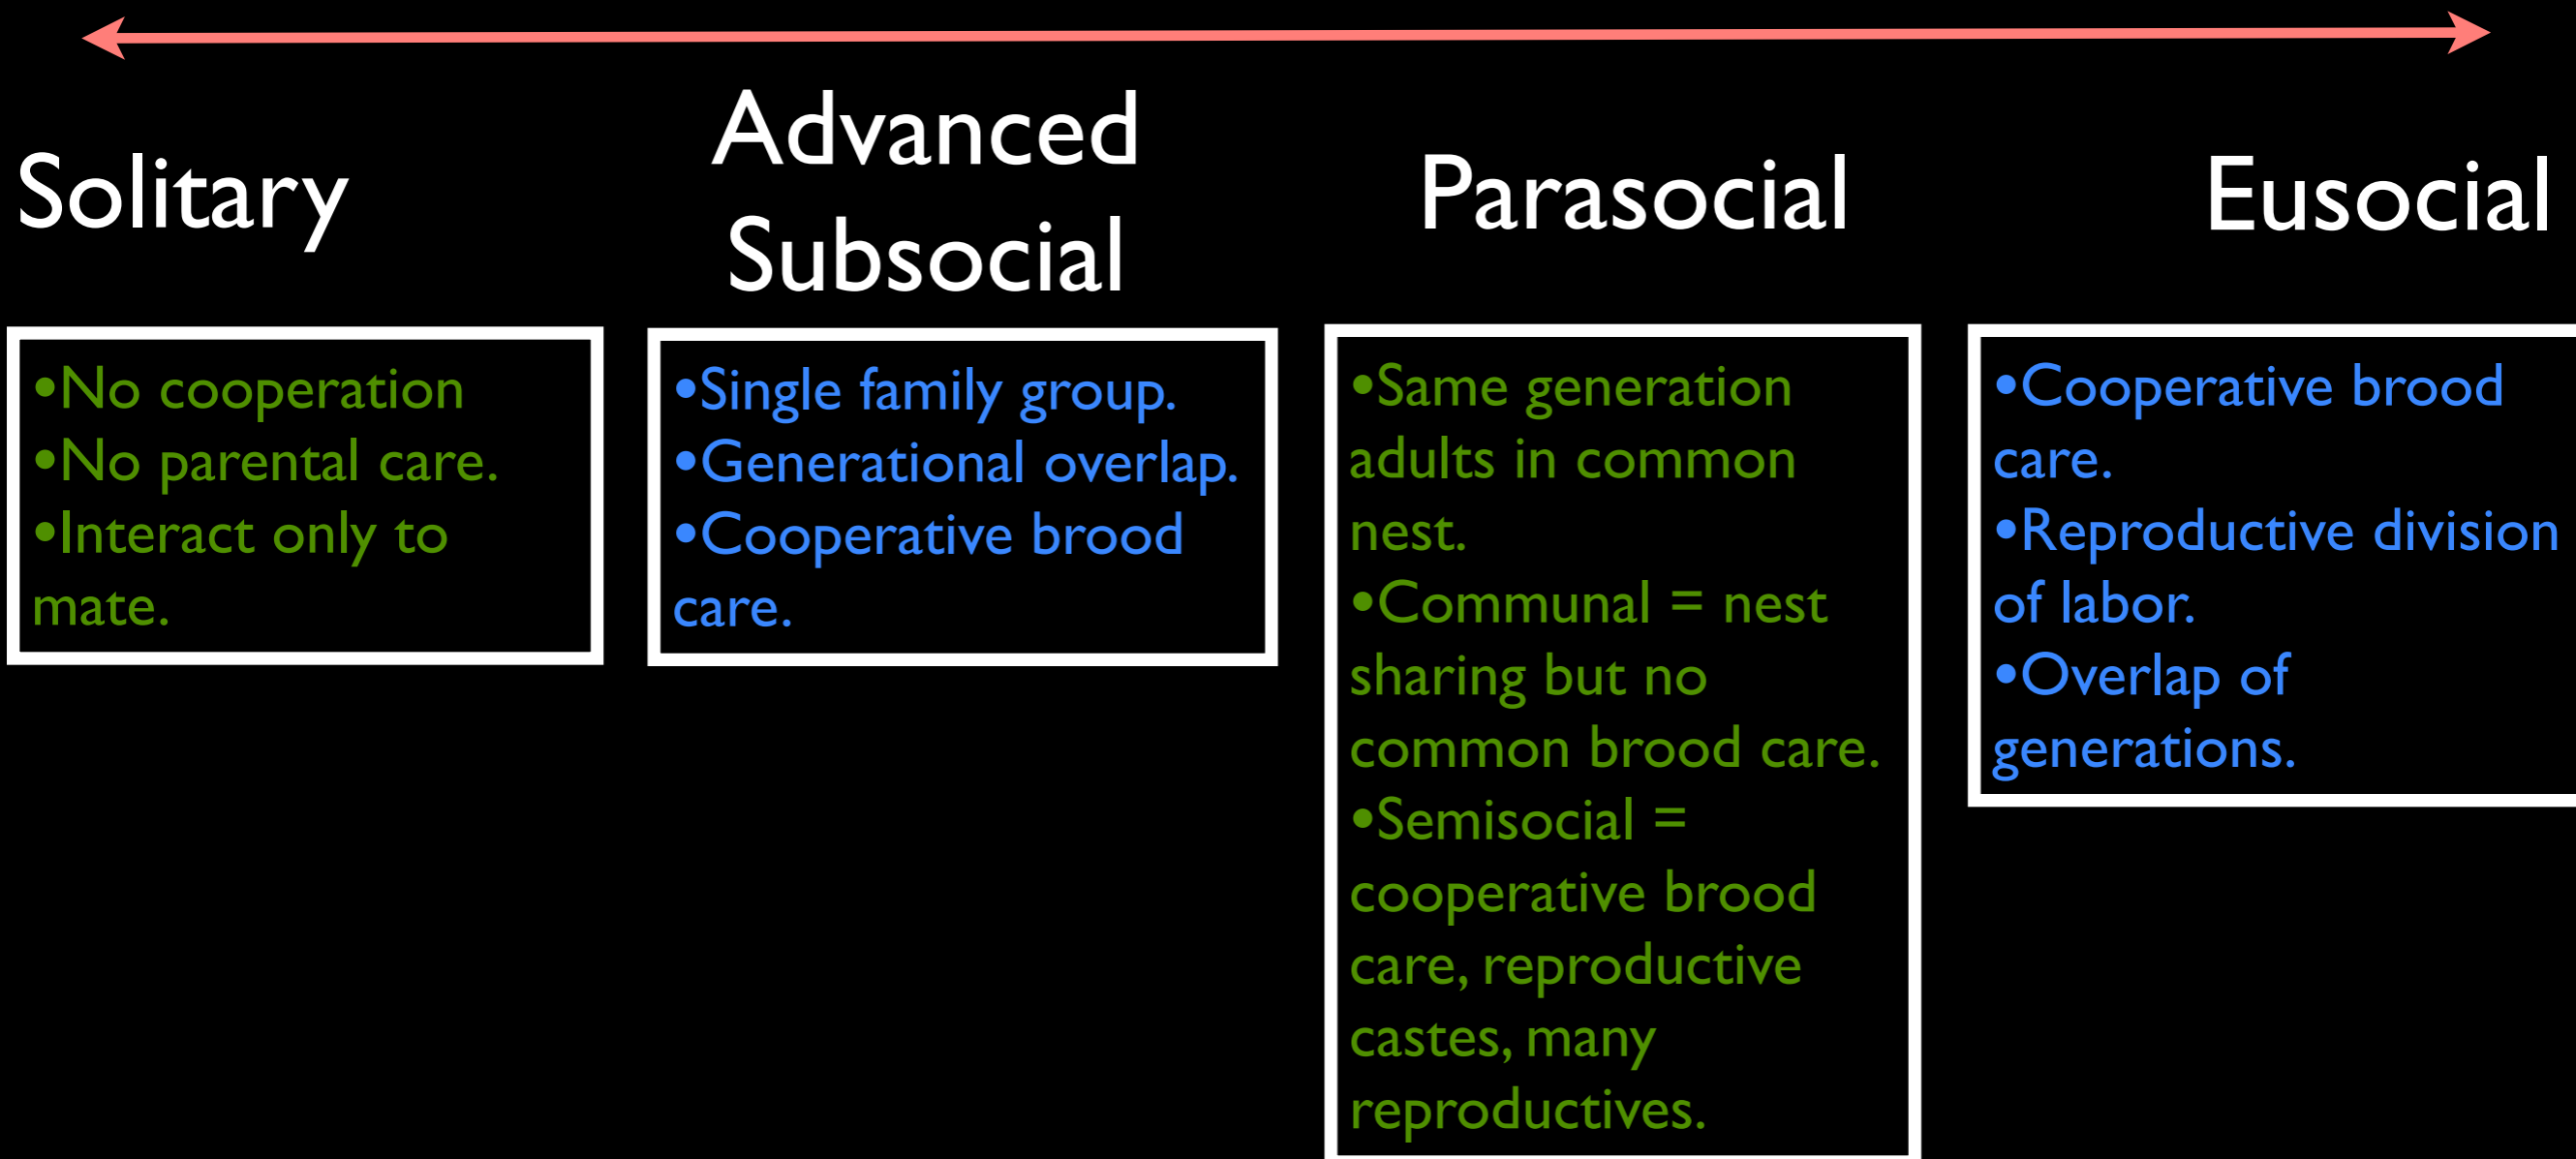 Solitary
•No cooperation
•No parental care.
•Interact only to
mate.
Advanced
Subsocial
•Single family group.
•Generational overlap.
•Cooperative brood
care.
Parasocial
•Same generation
adults in common
nest.
•Communal = nest
sharing but no
common brood care.
•Semisocial =
cooperative brood
care, reproductive
castes, many
reproductives.
Eusocial
•Cooperative brood
care.
•Reproductive division
of labor.
•Overlap of
generations.